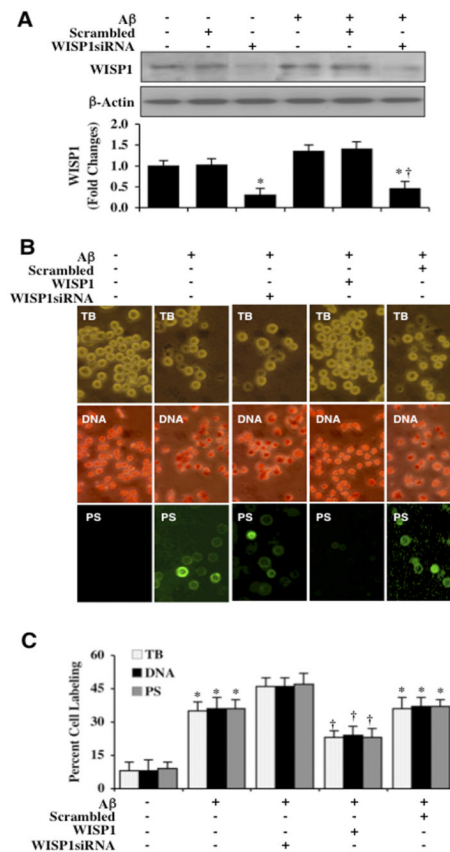 A
Aβ - - - + + +
Scrambled - + - - + -
WISP1siRNA - - + - - +
WISP1
β-Actin
WISP1
(Fold Changes)
2.0
1.5
1.0
0.5
0.0
* * †
B
Aβ - + + + +
Scrambled - - - - +
WISP1 - - - + -
WISP1siRNA - - + - -
TB TB TB TB TB
DNA DNA DNA DNA DNA
PS PS PS PS PS
C
Percent Cell Labeling
60
45
30
15
0
TB
DNA
PS
* * * † † † * * *
Aβ - + + + +
Scrambled - - - - +
WISP1 - - - + -
WISP1siRNA - - + - -